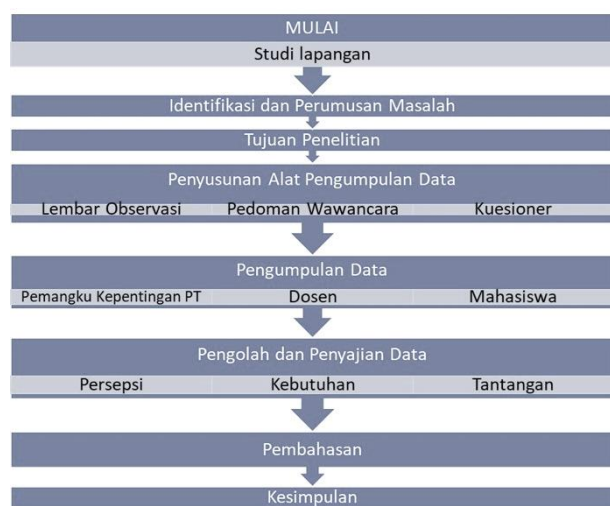 MULAI
Studi lapangan
Identifikasi dan Perumusan Masalah
Tujuan Penelitian
Penyusunan Alat Pengumpulan Data
Lembar Observasi Pedoman Wawancara Kuesioner
Pengumpulan Data
Pemangku Kepentingan PT Dosen Mahasiswa
Pengolah dan Penyajian Data
Persepsi Kebutuhan Tantangan
Pembahasan
Kesimpulan